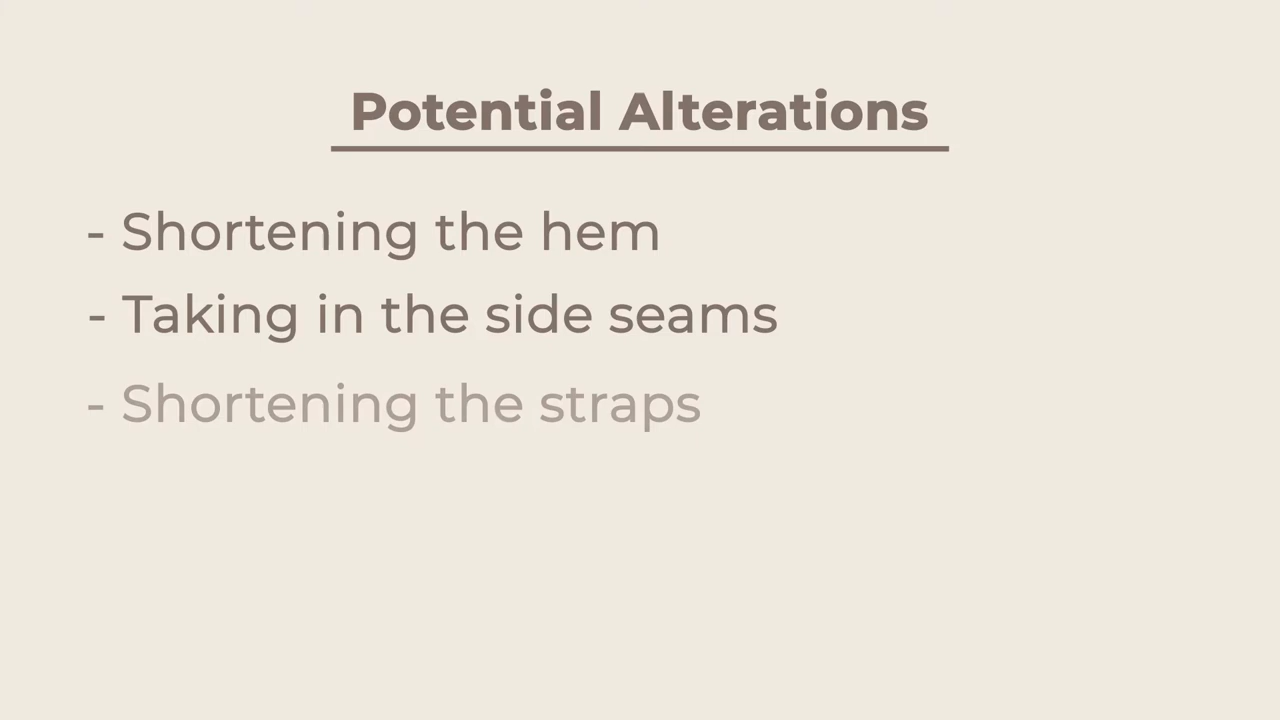 Potential Alterations
- Shortening the hem
- Taking in the side seams
- Shortening the straps